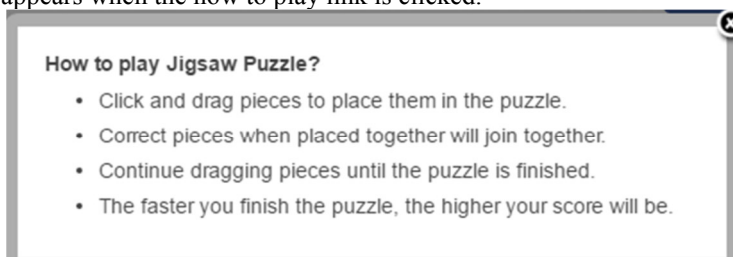 appears when the how to play link is clicked.
How to play Jigsaw Puzzle?
• Click and drag pieces to place them in the puzzle.
• Correct pieces when placed together will join together.
• Continue dragging pieces until the puzzle is finished.
• The faster you finish the puzzle, the higher your score will be.